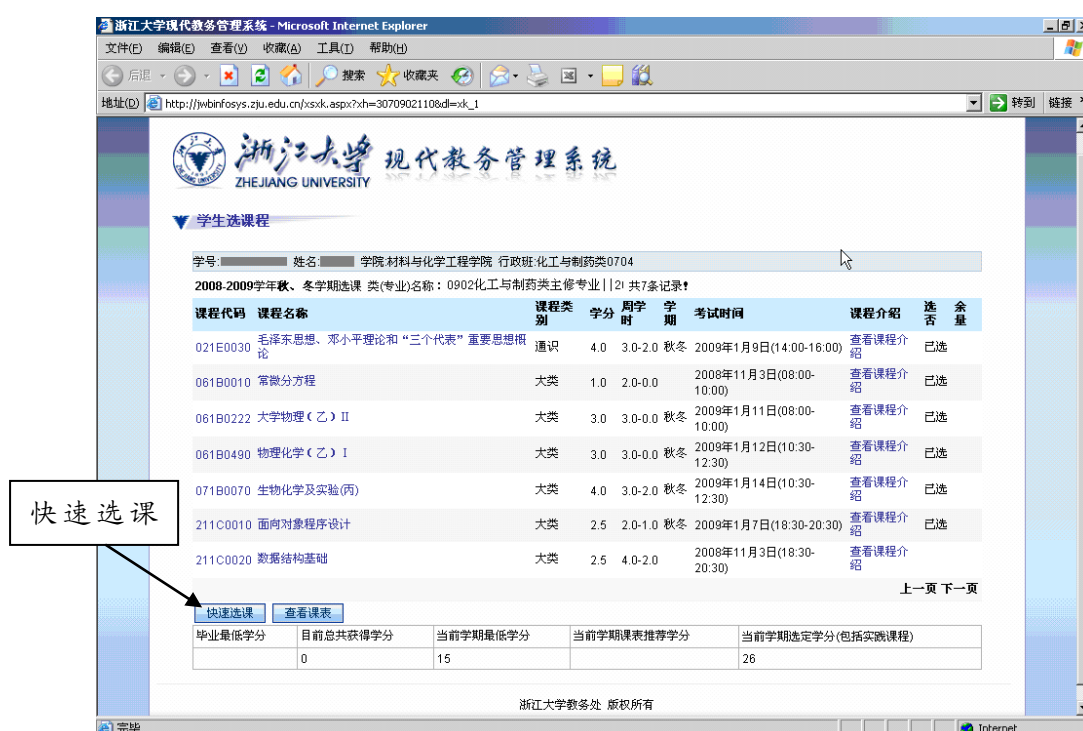 浙江大学现代教务管理系统 - Microsoft Internet Explorer
文件(F) 编辑(E) 查看(V) 收藏(A) 工具(T) 帮助(H)
后退 搜索 收藏夹
地址(D) http://jwbinfosys.zju.edu.cn/xsxk.aspx?xh=3070902110&dl=xk_1 转到 链接
浙江大学 现代教务管理系统
ZHEJIANG UNIVERSITY
学生选课程
学号: 姓名: 学院:材料与化学工程学院 行政班:化工与制药类0704
2008-2009学年秋、冬学期选课 类(专业)名称：0902化工与制药类主修专业||2! 共7条记录!
课程代码 课程名称 课程类别 学分 周学时 学期 考试时间 课程介绍 选否 余量
021E0030 毛泽东思想、邓小平理论和“三个代表”重要思想概论 通识 4.0 3.0-2.0 秋冬 2009年1月9日(14:00-16:00) 查看课程介绍 已选
061B0010 常微分方程 大类 1.0 2.0-0.0 2008年11月3日(08:00-10:00) 查看课程介绍 已选
061B0222 大学物理(乙)II 大类 3.0 3.0-0.0 秋冬 2009年1月11日(08:00-10:00) 查看课程介绍 已选
061B0490 物理化学(乙)I 大类 3.0 3.0-0.0 秋冬 2009年1月12日(10:30-12:30) 查看课程介绍 已选
071B0070 生物化学及实验(丙) 大类 4.0 3.0-2.0 秋冬 2009年1月14日(10:30-12:30) 查看课程介绍 已选
211C0010 面向对象程序设计 大类 2.5 2.0-1.0 秋冬 2009年1月7日(18:30-20:30) 查看课程介绍 已选
211C0020 数据结构基础 大类 2.5 4.0-2.0 2008年11月3日(18:30-20:30) 查看课程介绍
快速选课
上一页 下一页
快速选课 查看课表
毕业最低学分 目前总共获得学分 当前学期最低学分 当前学期课表推荐学分 当前学期选定学分(包括实践课程)
0 15 26
浙江大学教务处 版权所有
完毕 Internet